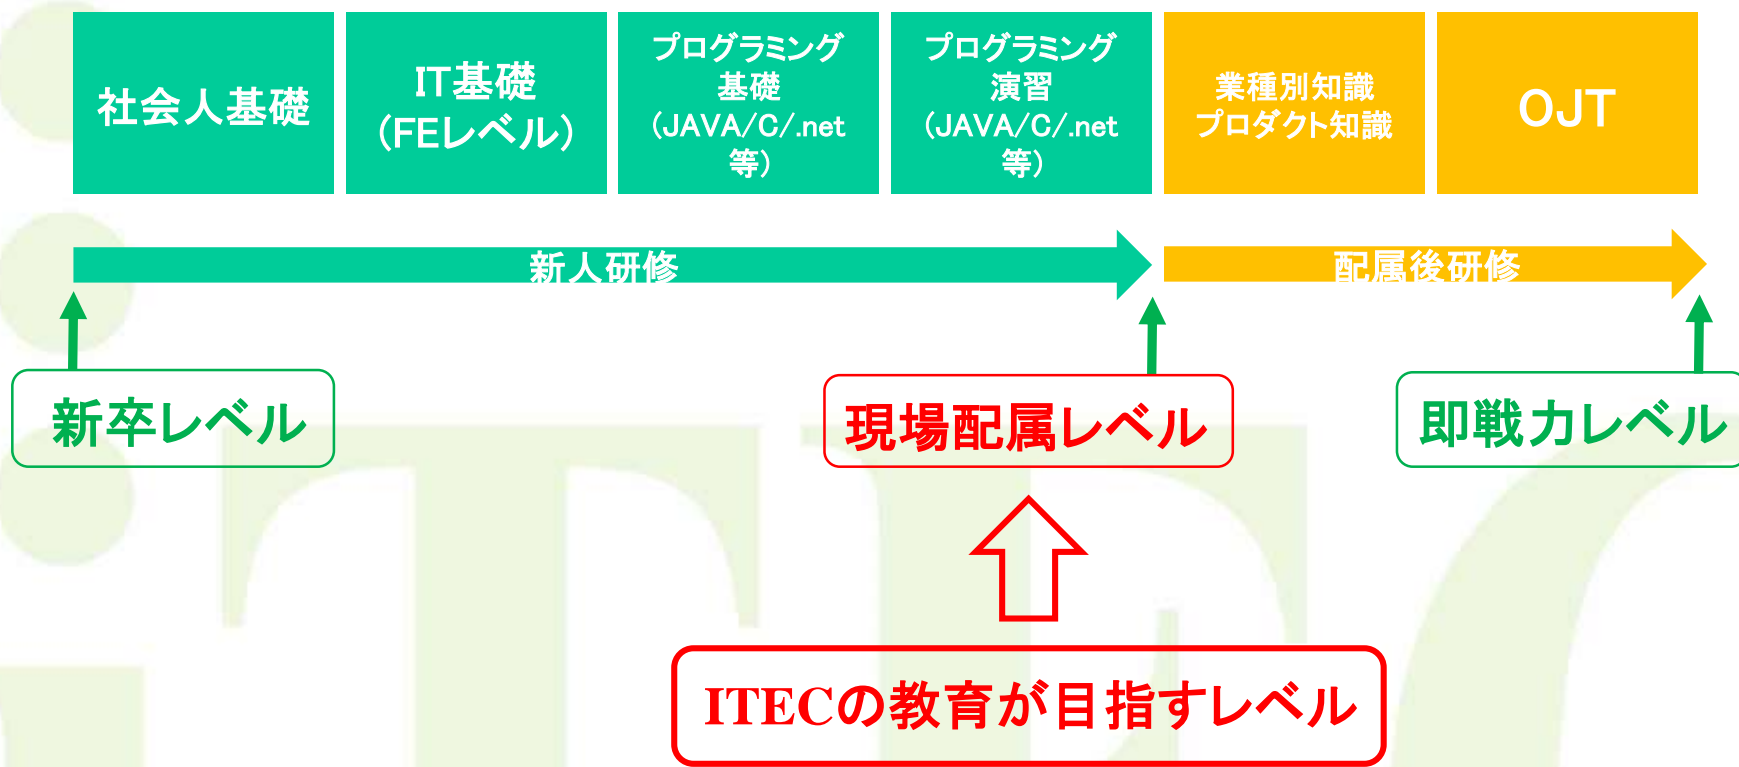 社会人基礎
IT基礎
(FEレベル)
プログラミング
基礎
(JAVA/C/.net
等)
プログラミング
演習
(JAVA/C/.net
等)
業種別知識
プロダクト知識
OJT
新人研修
配属後研修
新卒レベル
現場配属レベル
即戦力レベル
ITECの教育が目指すレベル
iTEC